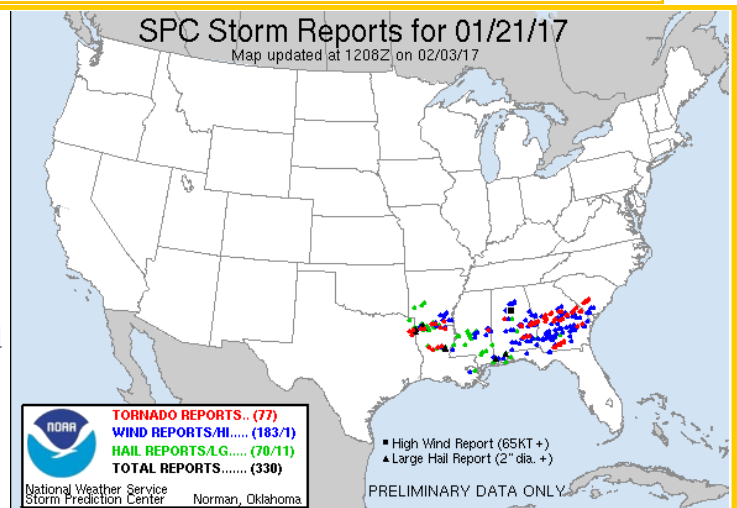 SPC Storm Reports for 01/21/17
Map updated at 1208Z on 02/03/17
NOAA
TORNADO REPORTS.. (77)
WIND REPORTS/HI..... (183/1)
HAIL REPORTS/LG..... (70/11)
TOTAL REPORTS....... (330)
National Weather Service
Storm Prediction Center Norman, Oklahoma
High Wind Report (65KT +)
Large Hail Report (2" dia. +)
PRELIMINARY DATA ONLY